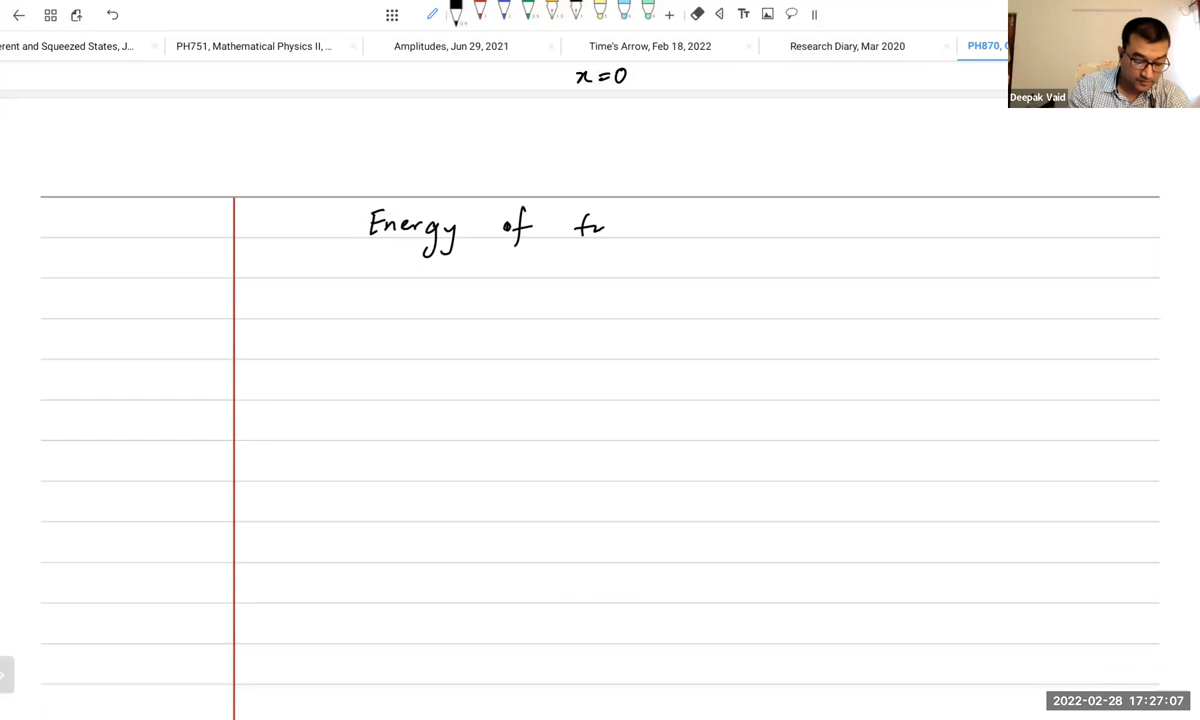 erent and Squeezed States, J...
PH751, Mathematical Physics II, ...
Amplitudes, Jun 29, 2021
Time's Arrow, Feb 18, 2022
Research Diary, Mar 2020
PH870,
x=0
Deepak Vaid
Energy of
2022-02-28 17:27:07